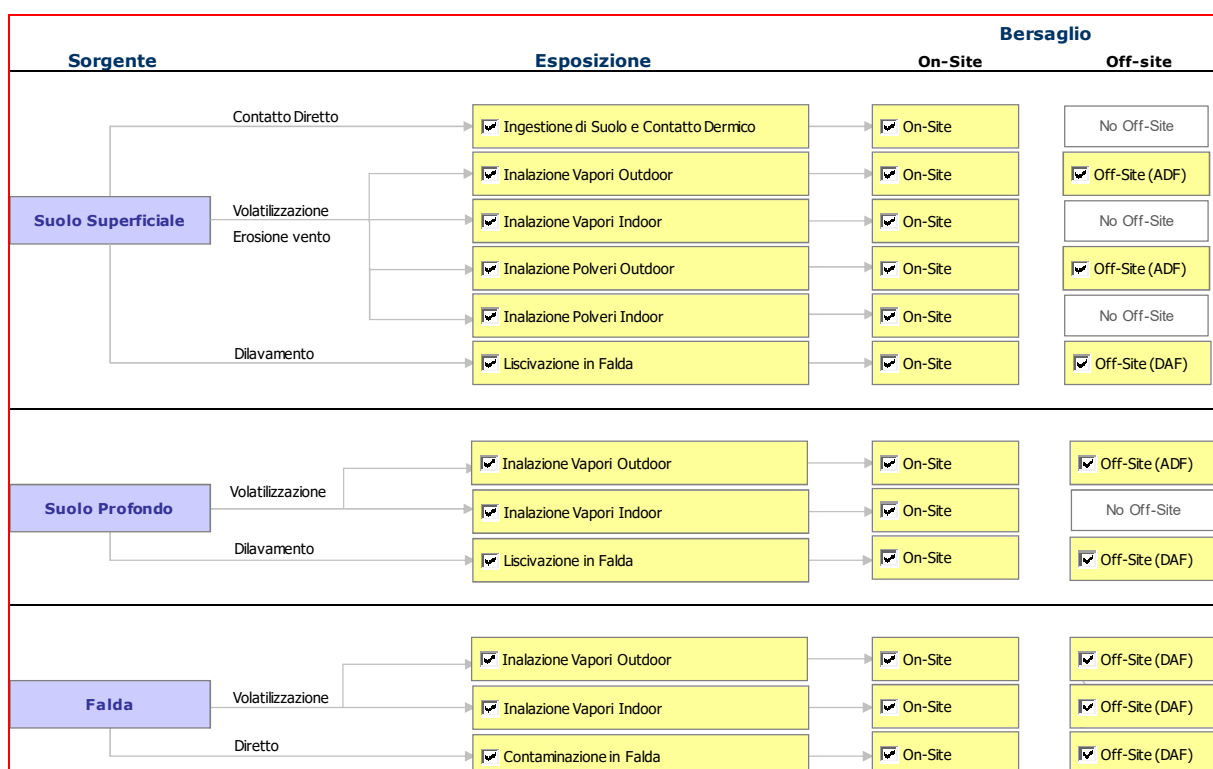 Bersaglio
Sorgente Esposizione On-Site Off-site
Contatto Diretto
Ingestione di Suolo e Contatto Dermico On-Site No Off-Site
Inalazione Vapori Outdoor On-Site Off-Site (ADF)
Suolo Superficiale Volatilizzazione Inalazione Vapori Indoor On-Site No Off-Site
Erosione vento
Inalazione Polveri Outdoor On-Site Off-Site (ADF)
Inalazione Polveri Indoor On-Site No Off-Site
Dilavamento
Liscivazione in Falda On-Site Off-Site (DAF)
Inalazione Vapori Outdoor On-Site Off-Site (ADF)
Volatilizzazione
Suolo Profondo Inalazione Vapori Indoor On-Site No Off-Site
Dilavamento
Liscivazione in Falda On-Site Off-Site (DAF)
Inalazione Vapori Outdoor On-Site Off-Site (DAF)
Volatilizzazione
Falda Inalazione Vapori Indoor On-Site Off-Site (DAF)
Diretto
Contaminazione in Falda On-Site Off-Site (DAF)